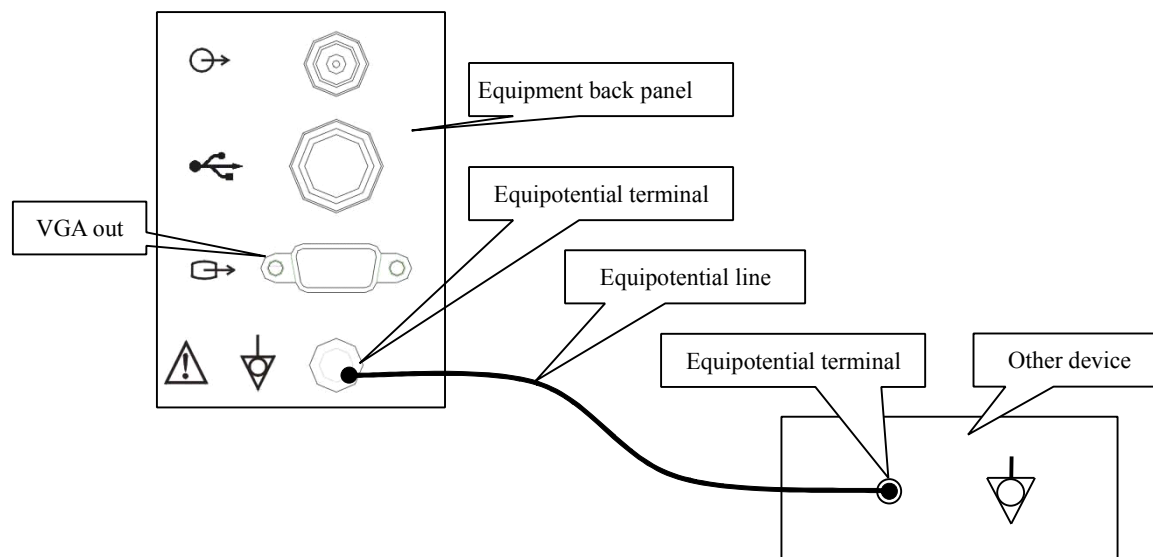 Equipment back panel
Equipotential terminal
VGA out
Equipotential line
Equipotential terminal
Other device